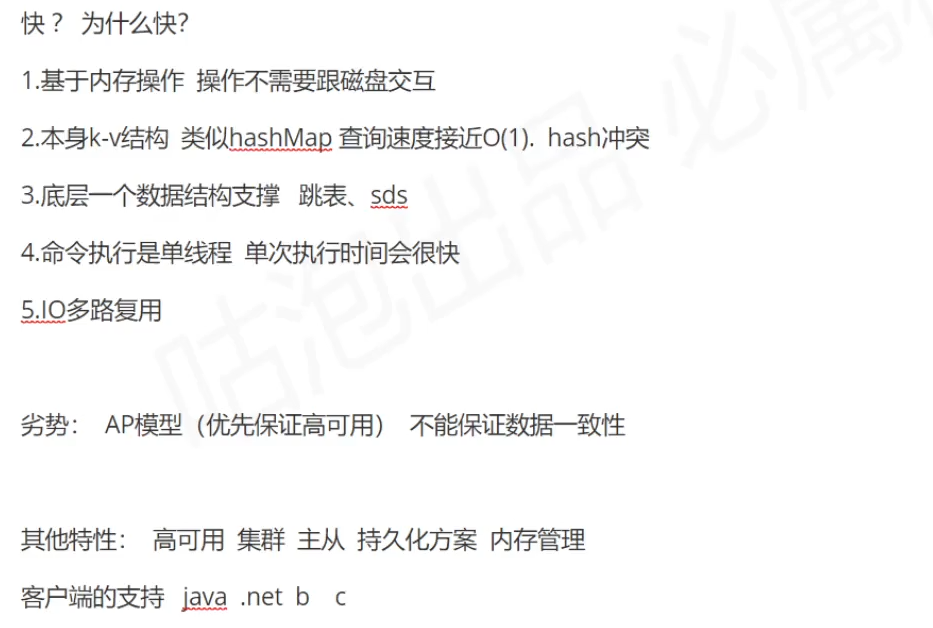 快？ 为什么快?
1.基于内存操作 操作不需要跟磁盘交互
2.本身k-v结构 类似hashMap 查询速度接近O(1). hash冲突
3.底层一个数据结构支撑 跳表、sds
4.命令执行是单线程 单次执行时间会很快
5.IO多路复用
劣势： AP模型（优先保证高可用） 不能保证数据一致性
其他特性： 高可用 集群 主从 持久化方案 内存管理
客户端的支持 java .net b c
咕泡出品 必属